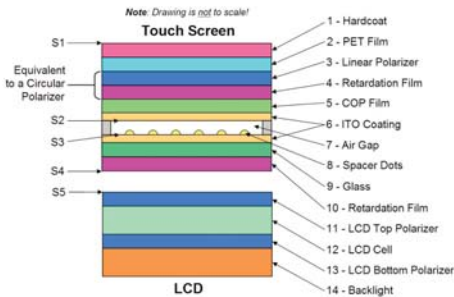 Note: Drawing is not to scale!
Touch Screen
S1
Equivalent
to a Circular
Polarizer
S2
S3
S4
S5
1 - Hardcoat
2 - PET Film
3 - Linear Polarizer
4 - Retardation Film
5 - COP Film
6 - ITO Coating
7 - Air Gap
8 - Spacer Dots
9 - Glass
10 - Retardation Film
11 - LCD Top Polarizer
12 - LCD Cell
13 - LCD Bottom Polarizer
14 - Backlight
LCD